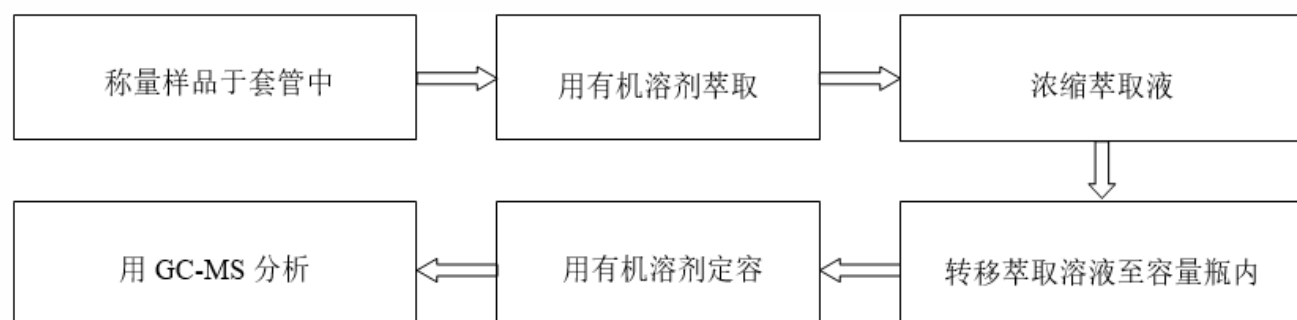 称量样品于套管中
用有机溶剂萃取
浓缩萃取液
转移萃取溶液至容量瓶内
用有机溶剂定容
用 GC-MS 分析